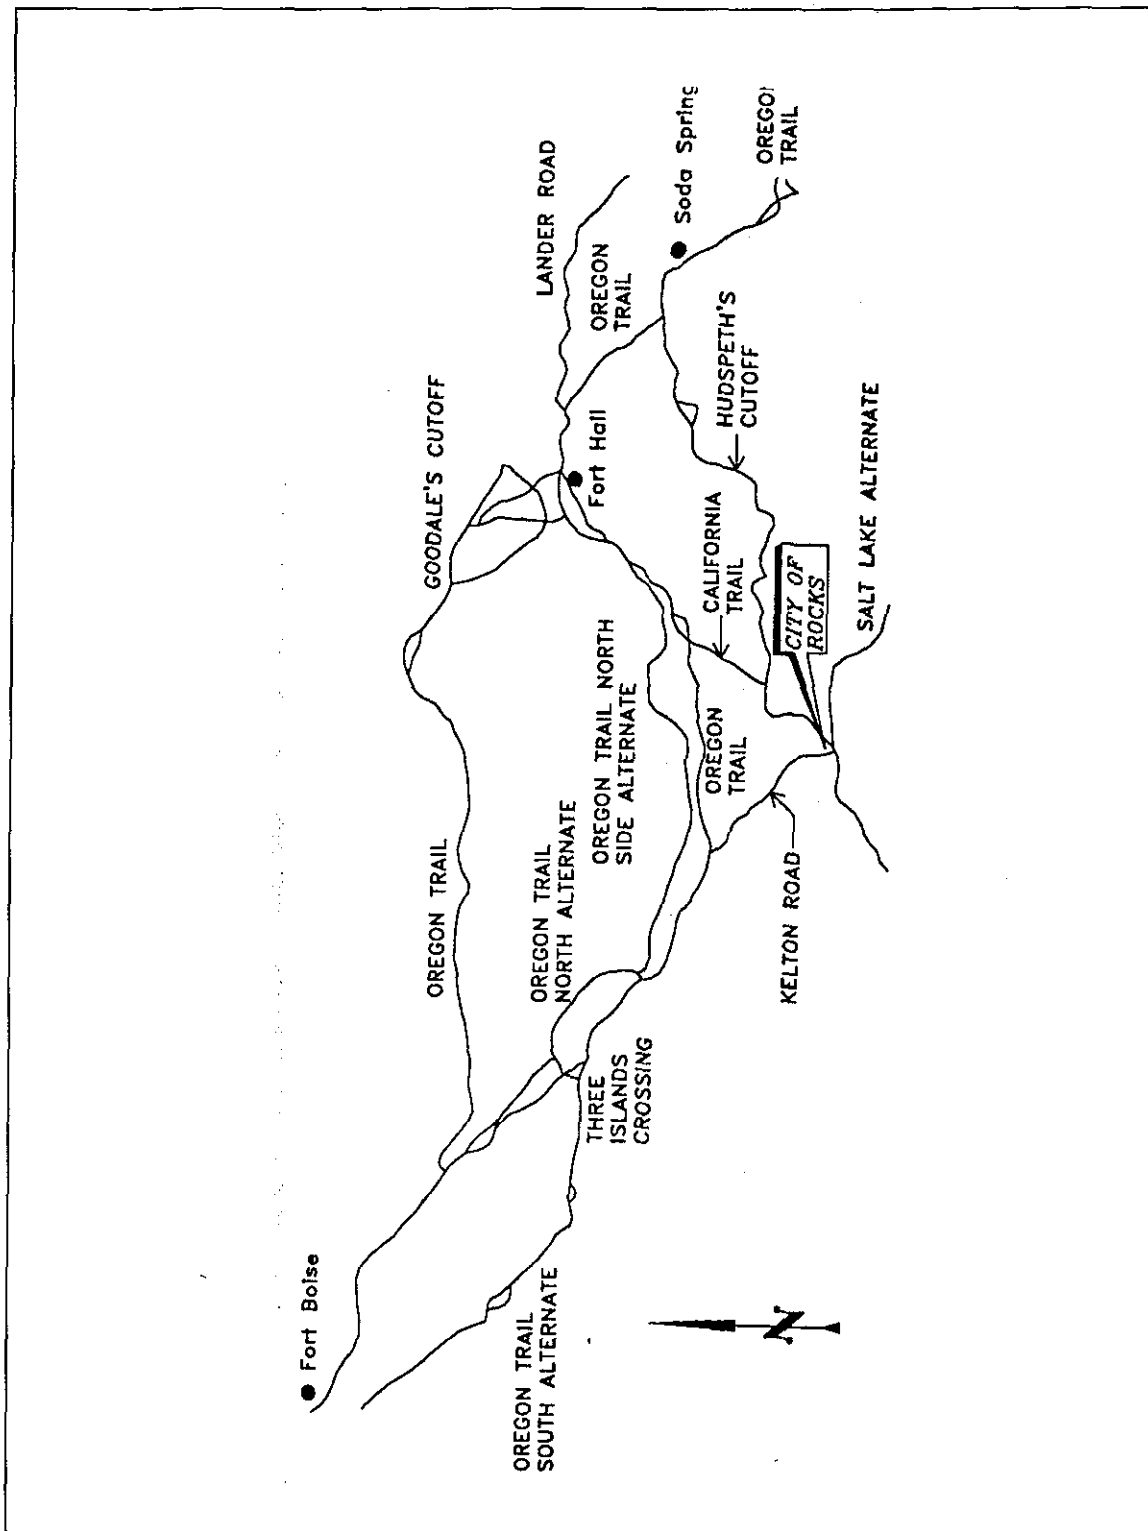 Fort Boise
OREGON TRAIL
SOUTH ALTERNATE
OREGON TRAIL
THREE
ISLANDS
CROSSING
OREGON TRAIL
NORTH ALTERNATE
OREGON TRAIL NORTH
SIDE ALTERNATE
KELTON ROAD
OREGON
TRAIL
GOODALE'S CUTOFF
Fort Hall
CALIFORNIA
TRAIL
CITY OF
ROCKS
SALT LAKE ALTERNATE
HUDSPETH'S
CUTOFF
LANDER ROAD
OREGON
TRAIL
Soda Spring
OREGO
TRAIL
N